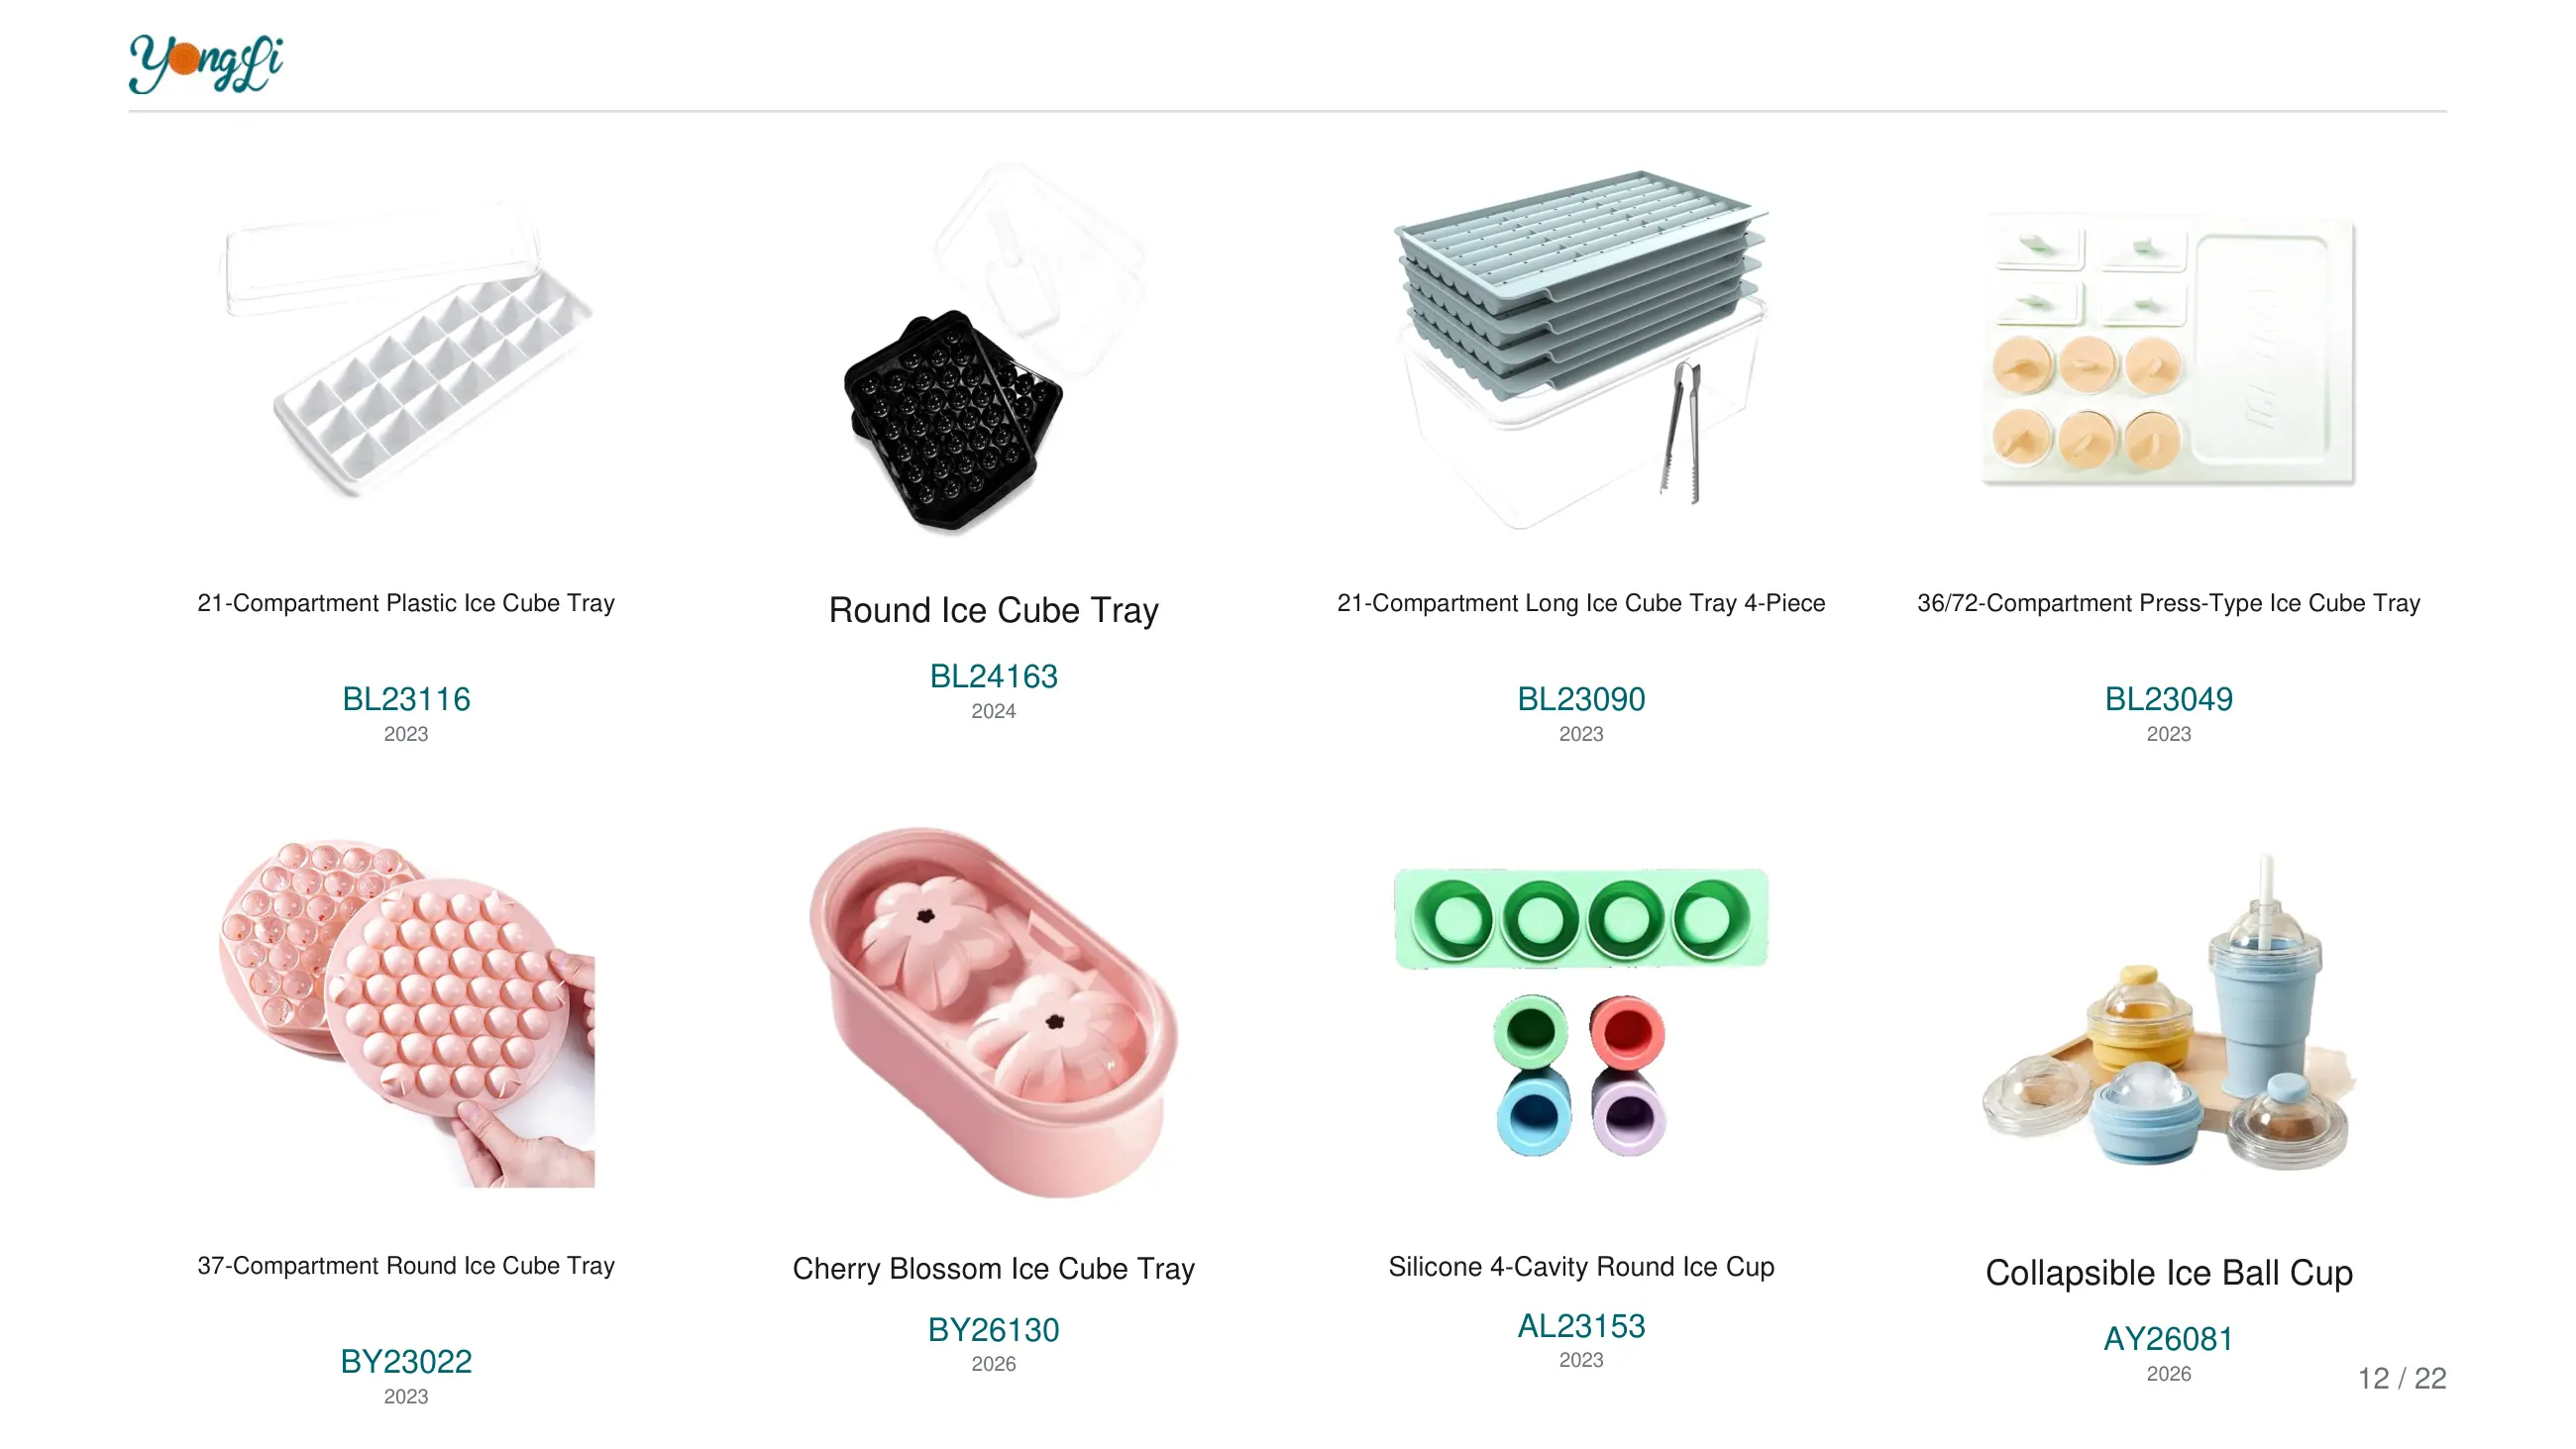 YongLi
21-Compartment Plastic Ice Cube Tray
BL23116
2023
Round Ice Cube Tray
BL24163
2024
21-Compartment Long Ice Cube Tray 4-Piece
BL23090
2023
36/72-Compartment Press-Type Ice Cube Tray
BL23049
2023
37-Compartment Round Ice Cube Tray
BY23022
2023
Cherry Blossom Ice Cube Tray
BY26130
2026
Silicone 4-Cavity Round Ice Cup
AL23153
2023
Collapsible Ice Ball Cup
AY26081
2026
12 / 22